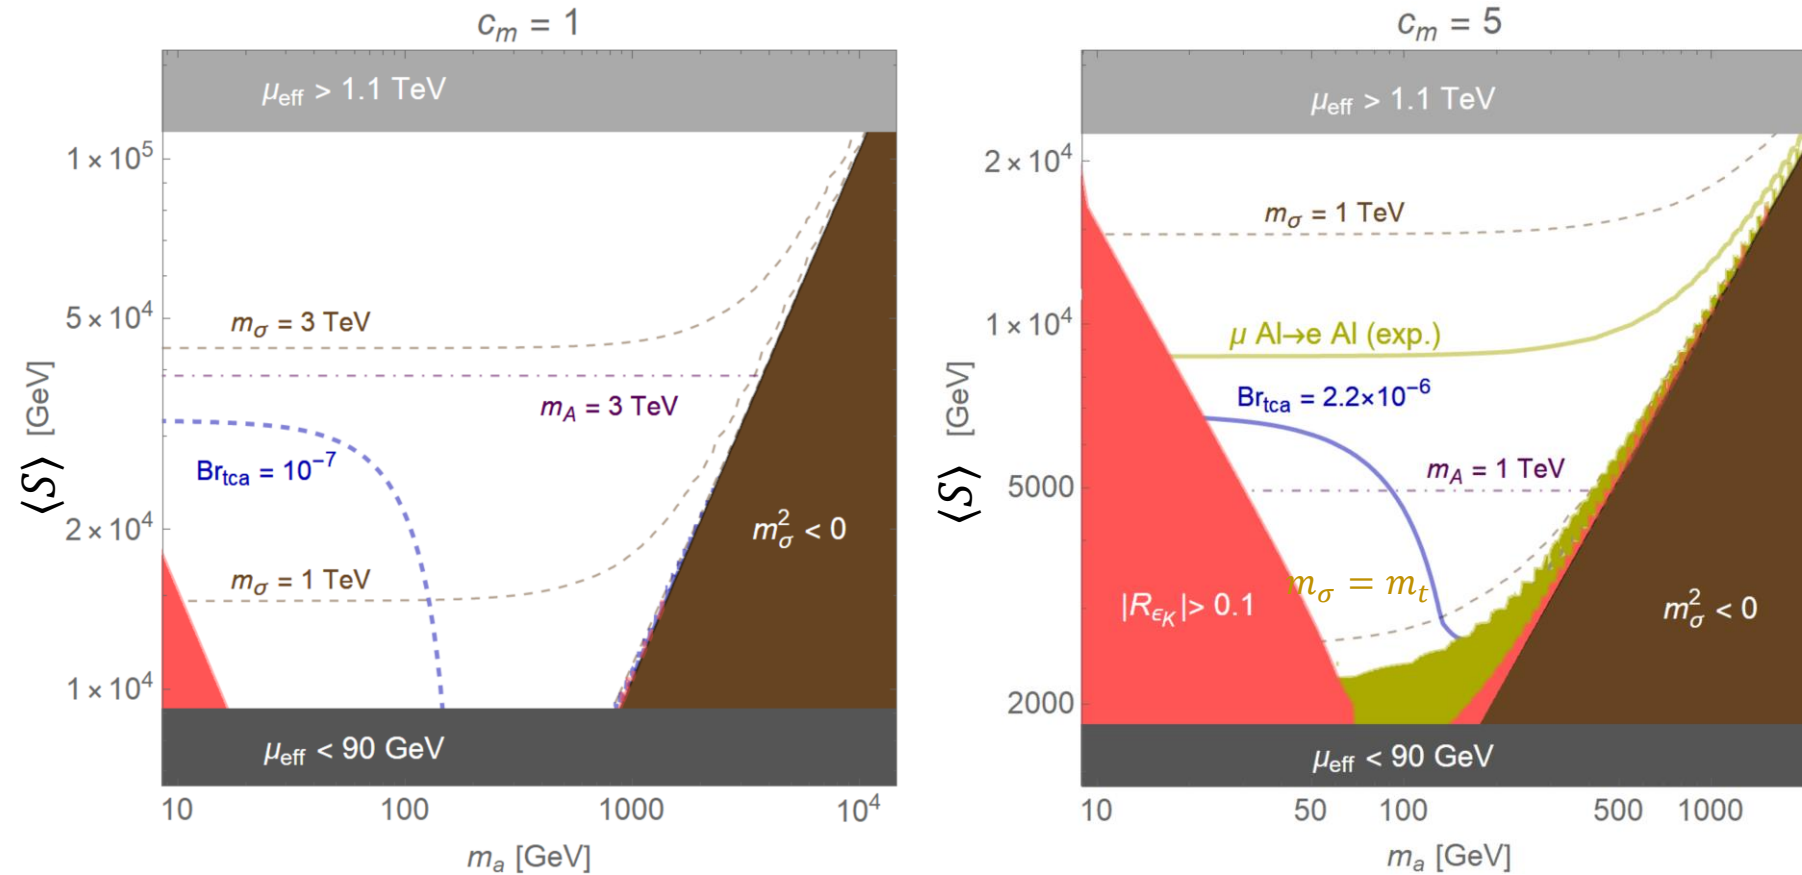 c_m = 1
μ_eff > 1.1 TeV
1 × 10^5
5 × 10^4
2 × 10^4
1 × 10^4
⟨S⟩ [GeV]
m_σ = 3 TeV
m_A = 3 TeV
Br_tca = 10^−7
m_σ = 1 TeV
m_σ^2 < 0
μ_eff < 90 GeV
10 100 1000 10^4
m_a [GeV]
c_m = 5
μ_eff > 1.1 TeV
2 × 10^4
1 × 10^4
5000
2000
⟨S⟩ [GeV]
m_σ = 1 TeV
μ Al→e Al (exp.)
Br_tca = 2.2×10^−6
m_A = 1 TeV
m_σ = m_t
|R_ϵ_K|> 0.1
m_σ^2 < 0
μ_eff < 90 GeV
10 50 100 500 1000
m_a [GeV]